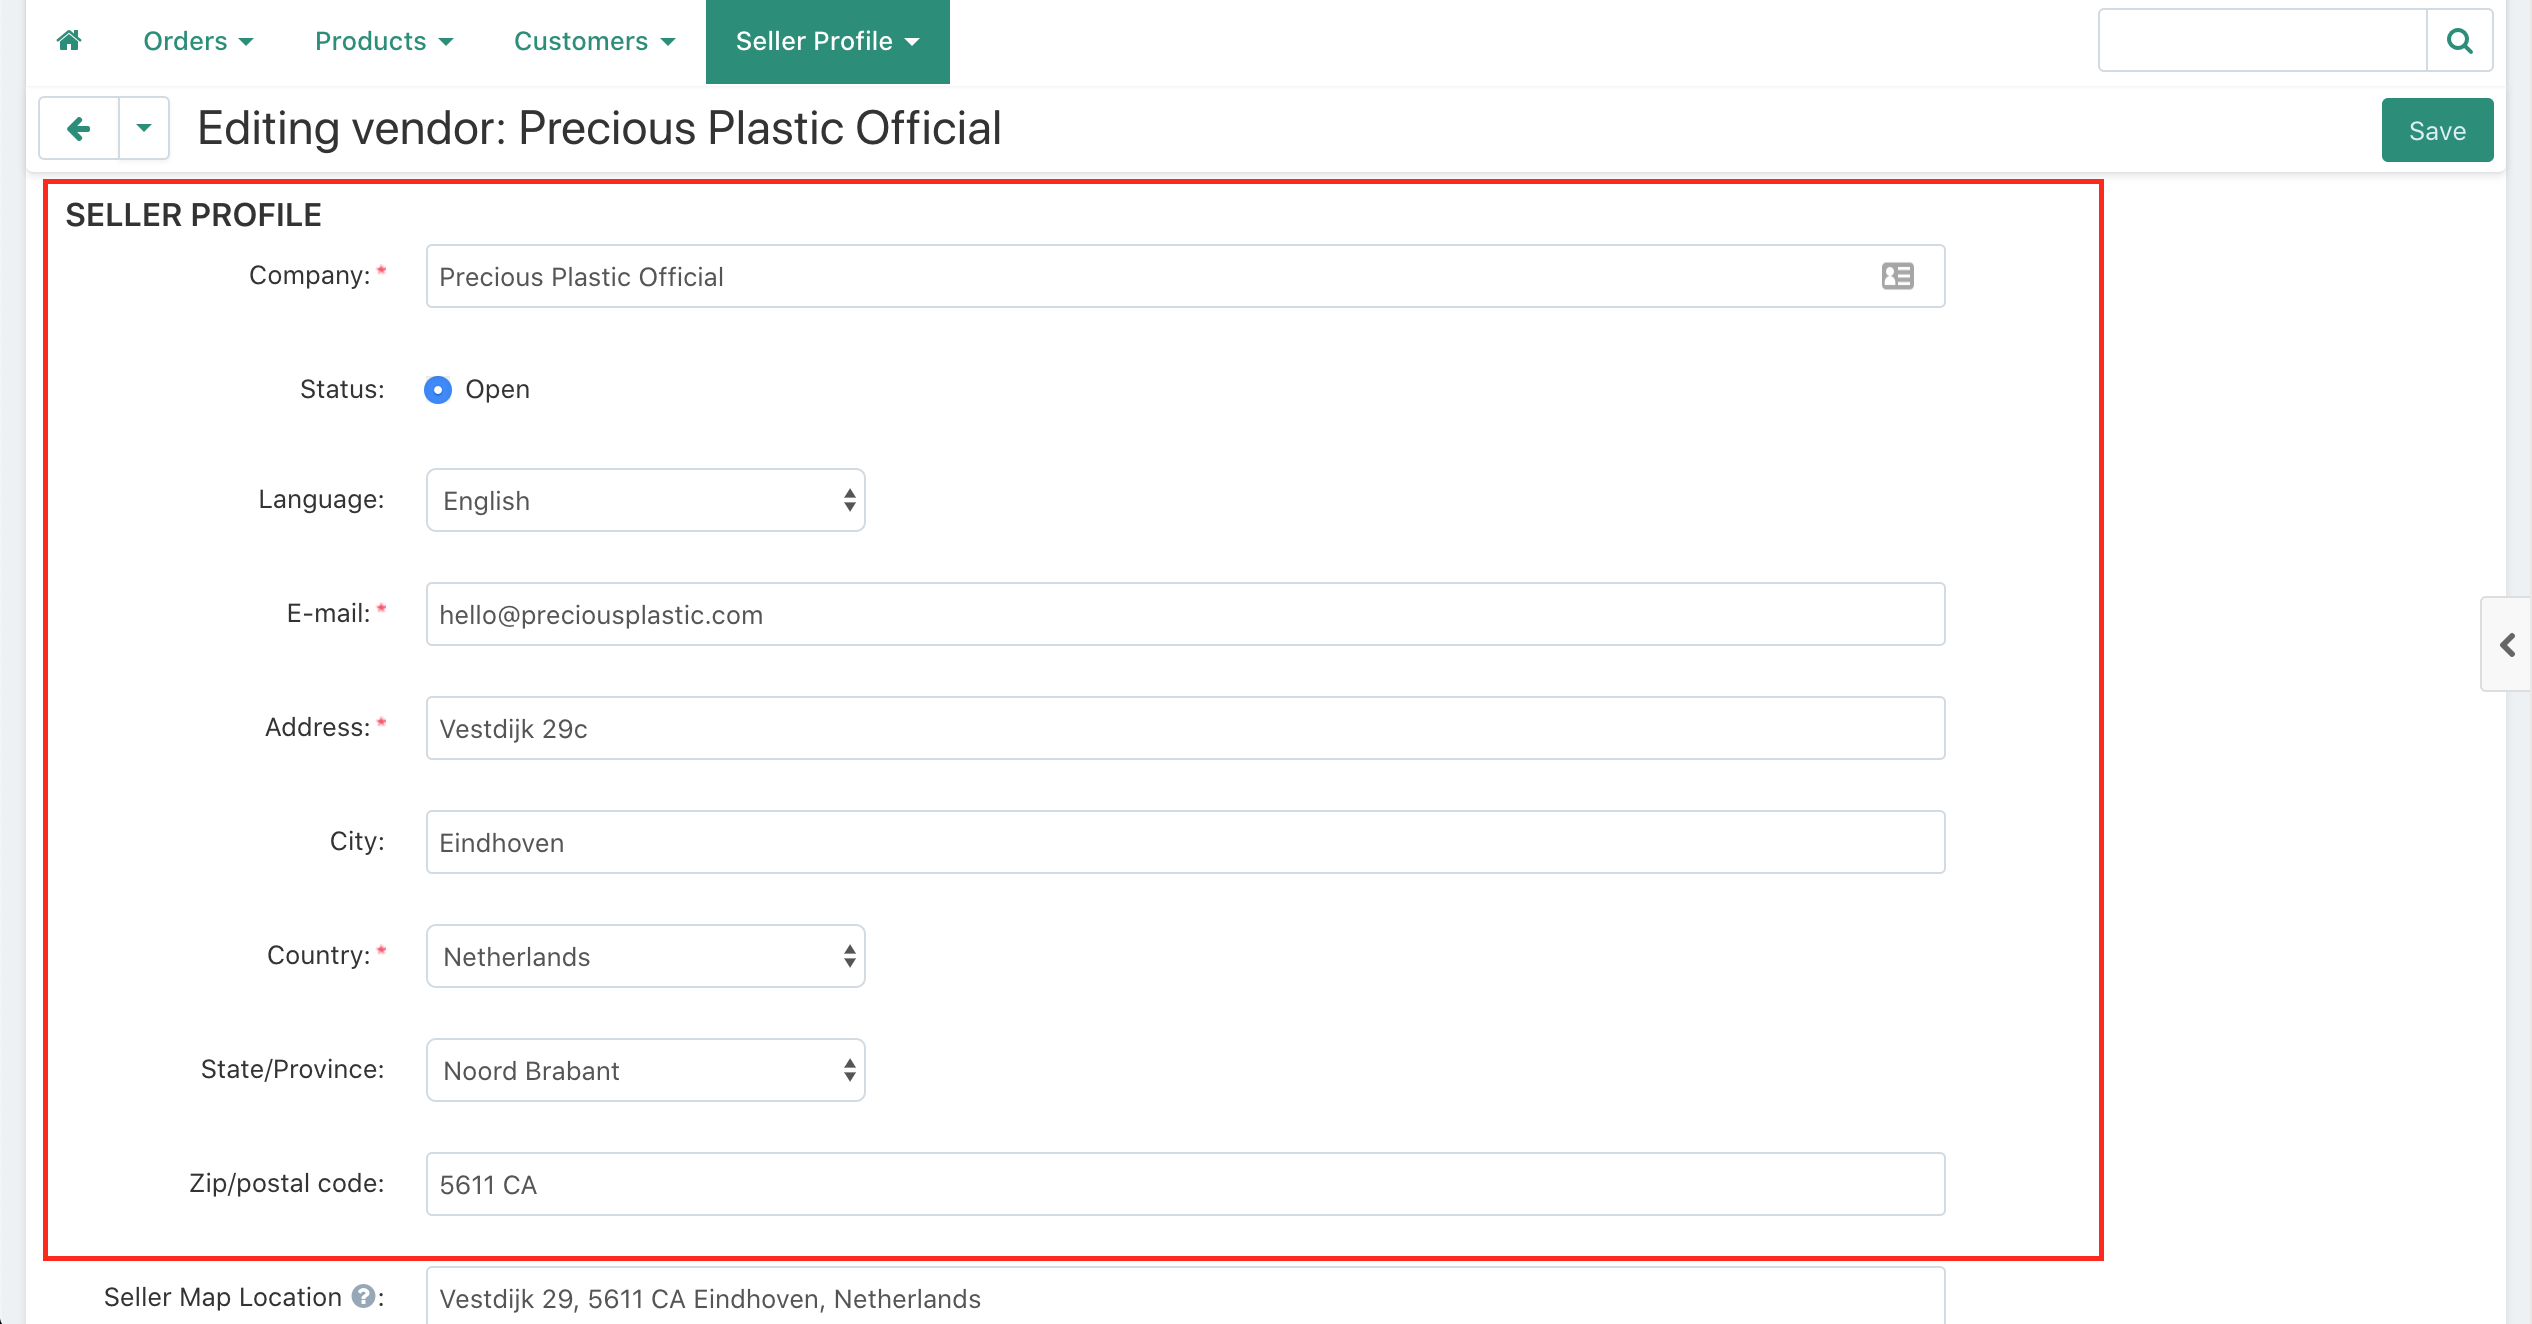 Orders Products Customers Seller Profile
Editing vendor: Precious Plastic Official Save
SELLER PROFILE
Company: * Precious Plastic Official
Status: Open
Language: English
E-mail: * hello@preciousplastic.com
Address: * Vestdijk 29c
City: Eindhoven
Country: * Netherlands
State/Province: Noord Brabant
Zip/postal code: 5611 CA
Seller Map Location ?: Vestdijk 29, 5611 CA Eindhoven, Netherlands